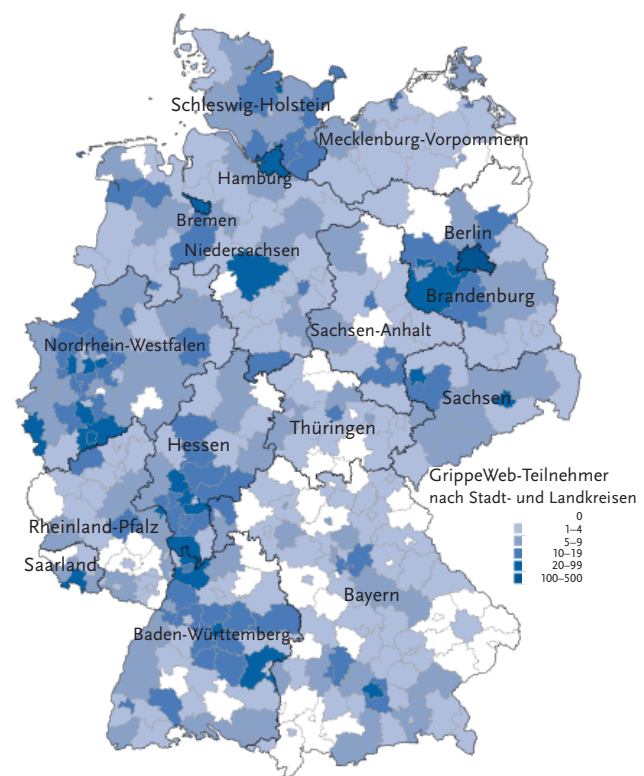 Schleswig-Holstein
Mecklenburg-Vorpommern
Hamburg
Bremen
Berlin
Niedersachsen
Brandenburg
Sachsen-Anhalt
Nordrhein-Westfalen
Sachsen
Thüringen
Hessen
GrippeWeb-Teilnehmer
nach Stadt- und Landkreisen
0
1–4
5–9
10–19
20–99
100–500
Rheinland-Pfalz
Saarland
Bayern
Baden-Württemberg